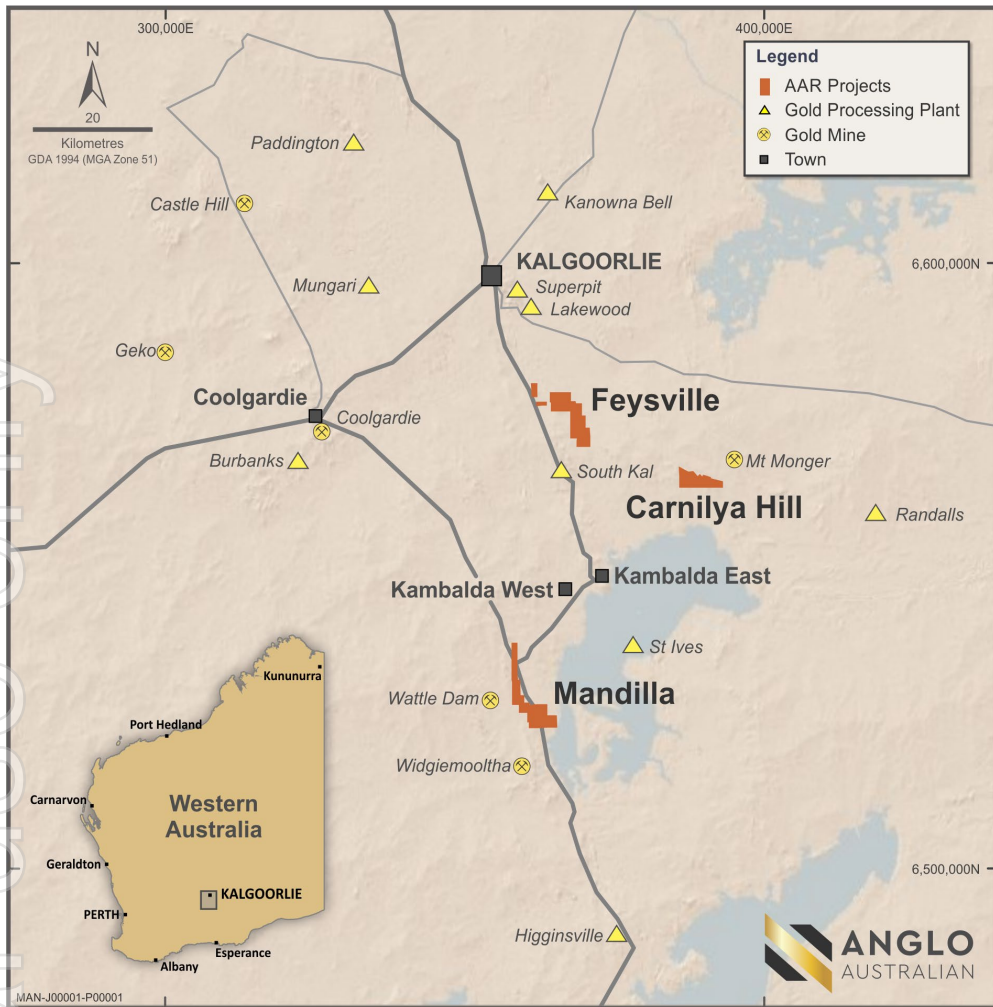 300,000E
400,000E
N
20
Kilometres
GDA 1994 (MGA Zone 51)
Legend
AAR Projects
Gold Processing Plant
Gold Mine
Town
Paddington
Castle Hill
Kanowna Bell
KALGOORLIE
6,600,000N
Mungari
Superpit
Lakewood
Geko
Coolgardie
Feysville
Coolgardie
Burbanks
South Kal
Mt Monger
Carnilya Hill
Randalls
Kambalda East
Kambalda West
St Ives
Kununurra
Wattle Dam
Mandilla
Port Hedland
Widgiemooltha
Carnarvon
Western
Australia
Geraldton
6,500,000N
KALGOORLIE
PERTH
Higginsville
Esperance
Albany
ANGLO
AUSTRALIAN
MAN-J00001-P00001